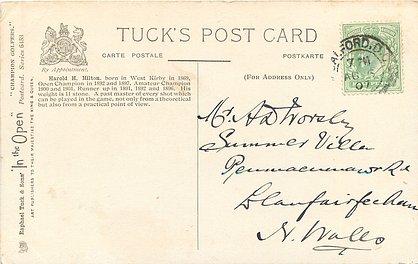 TUCK'S POST CARD
CARTE POSTALE
POSTKARTE
(FOR ADDRESS ONLY)
By Appointment.
Harold H. Hilton, born in West Kirby in 1869,
Open Champion in 1892 and 1897, Amateur Champion
1900 and 1901. Runner up in 1891, 1892 and 1896. His
weight is 11 stone. A past master of every shot which
can be played in the game, not only from a theoretical
but also from a practical point of view.
Raphael Tuck & Sons' "In the Open"
"CHAMPION GOLFERS,"
Postcard. Series 6451
ART PUBLISHERS TO THEIR MAJESTIES THE KING & QUEEN.
07
Mr A D Worsley
Summer Villa
Penmaenmawr Rd
Llanfairfechan
N. Wales